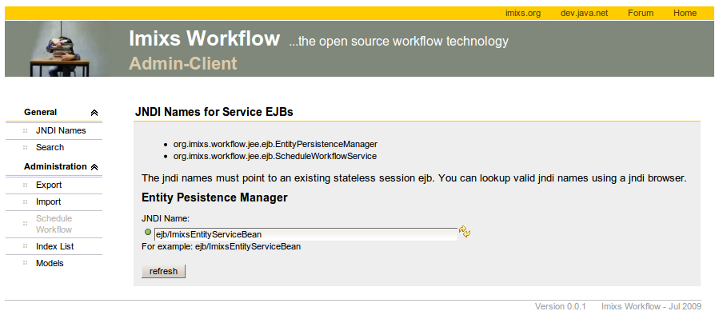 imixs.org dev.java.net Forum Home
Imixs Workflow ...the open source workflow technology
Admin-Client
General
JNDI Names
Search
Administration
Export
Import
Schedule
Workflow
Index List
Models
JNDI Names for Service EJBs
org.imixs.workflow.jee.ejb.EntityPersistenceManager
org.imixs.workflow.jee.ejb.ScheduleWorkflowService
The jndi names must point to an existing stateless session ejb. You can lookup valid jndi names using a jndi browser.
Entity Pesistence Manager
JNDI Name:
ejb/ImixsEntityServiceBean
For example: ejb/ImixsEntityServiceBean
refresh
Version 0.0.1 Imixs Workflow - Jul 2009